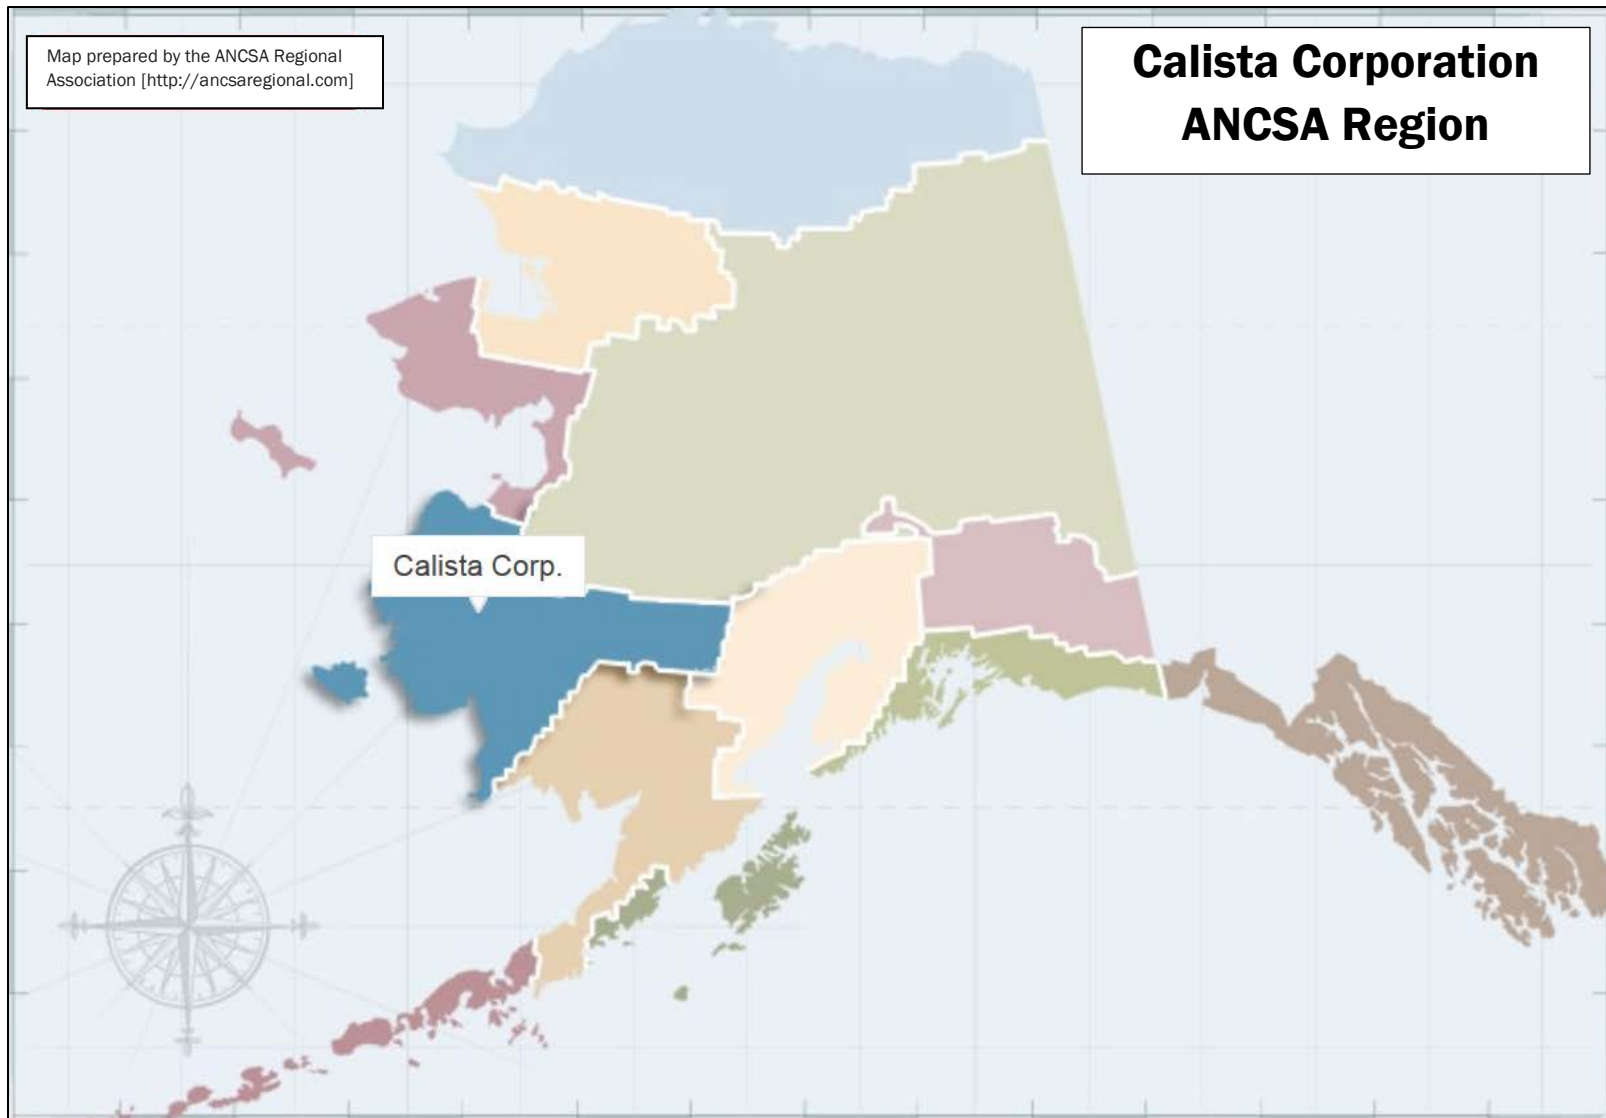 Map prepared by the ANCSA Regional
Association [http://ancsaregional.com]
Calista Corporation
ANCSA Region
Calista Corp.